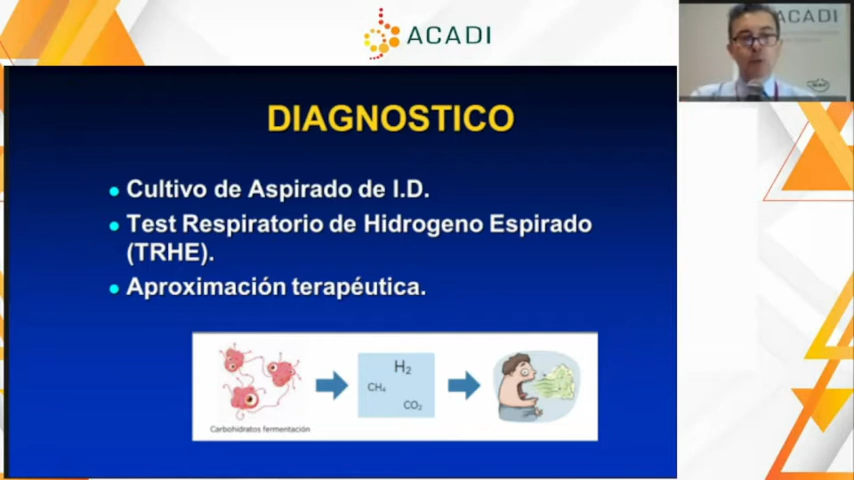 ACADI
ACADI
DIAGNOSTICO
Cultivo de Aspirado de I.D.
Test Respiratorio de Hidrogeno Espirado
(TRHE).
Aproximación terapéutica.
H₂
CH₄
CO₂
Carbohidratos fermentación